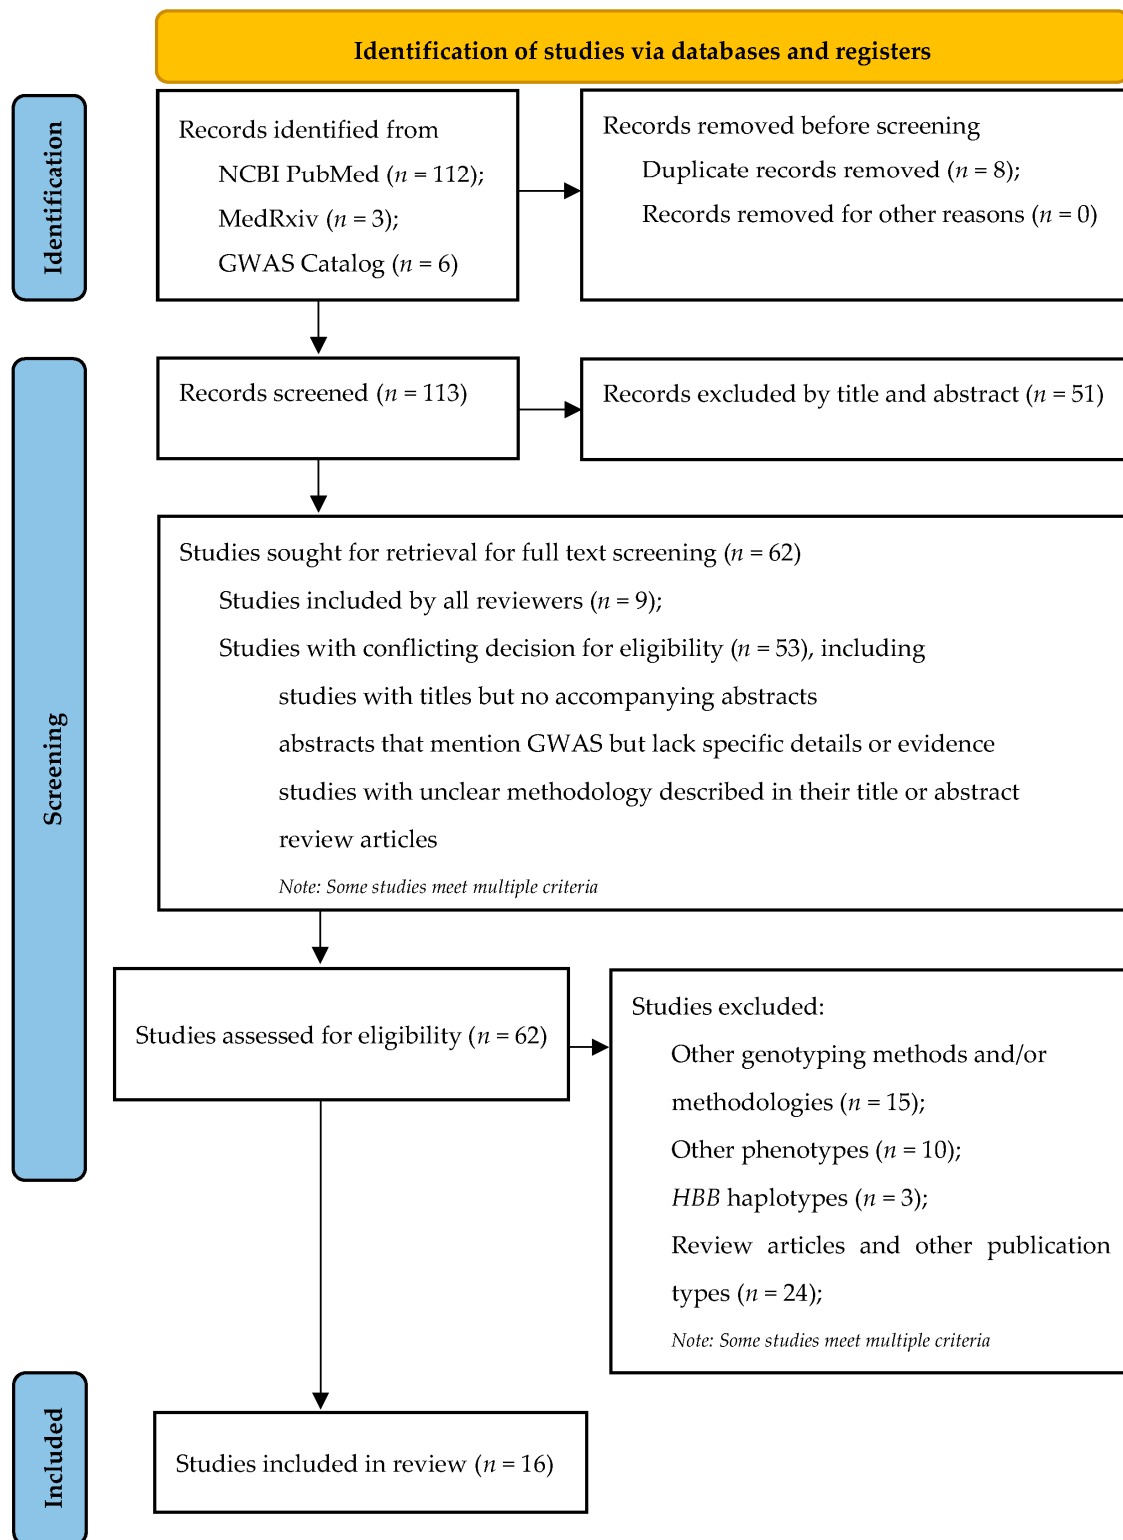 Identification of studies via databases and registers
Identification
Records identified from
NCBI PubMed (n = 112);
MedRxiv (n = 3);
GWAS Catalog (n = 6)
Records removed before screening
Duplicate records removed (n = 8);
Records removed for other reasons (n = 0)
Screening
Records screened (n = 113)
Records excluded by title and abstract (n = 51)
Studies sought for retrieval for full text screening (n = 62)
Studies included by all reviewers (n = 9);
Studies with conflicting decision for eligibility (n = 53), including
studies with titles but no accompanying abstracts
abstracts that mention GWAS but lack specific details or evidence
studies with unclear methodology described in their title or abstract
review articles
Note: Some studies meet multiple criteria
Studies assessed for eligibility (n = 62)
Studies excluded:
Other genotyping methods and/or
methodologies (n = 15);
Other phenotypes (n = 10);
HBB haplotypes (n = 3);
Review articles and other publication
types (n = 24);
Note: Some studies meet multiple criteria
Included
Studies included in review (n = 16)